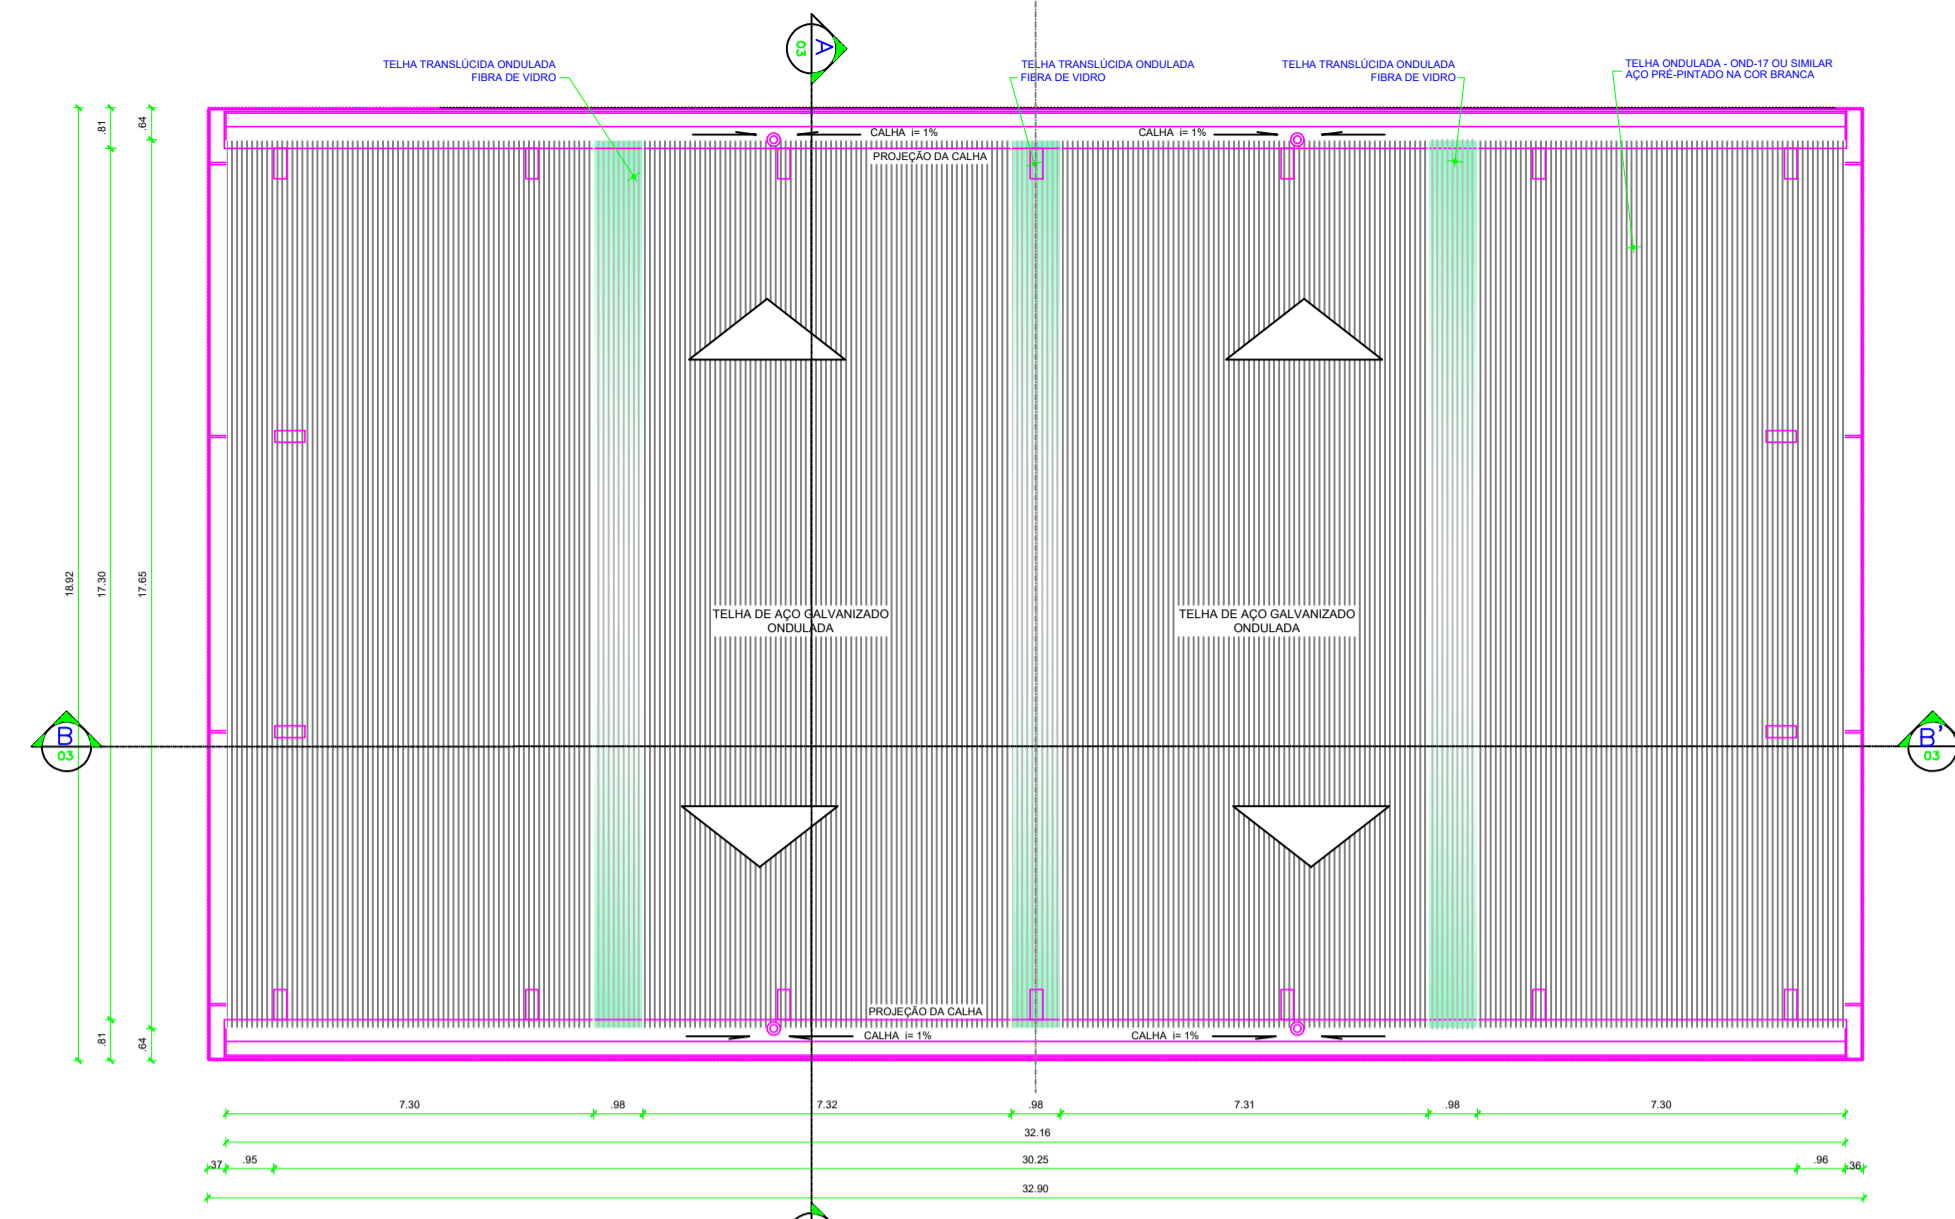 A
03
TELHA TRANSLÚCIDA ONDULADA
FIBRA DE VIDRO
TELHA TRANSLÚCIDA ONDULADA
FIBRA DE VIDRO
TELHA TRANSLÚCIDA ONDULADA
FIBRA DE VIDRO
TELHA ONDULADA - OND-17 OU SIMILAR
AÇO PRÉ-PINTADO NA COR BRANCA
.81
.64
CALHA i= 1%
CALHA i= 1%
PROJEÇÃO DA CALHA
18.92
17.30
17.65
TELHA DE AÇO GALVANIZADO
ONDULADA
TELHA DE AÇO GALVANIZADO
ONDULADA
B
03
B'
03
PROJEÇÃO DA CALHA
CALHA i= 1%
CALHA i= 1%
.81
.64
7.30
.98
7.32
.98
7.31
.98
7.30
32.16
.37
.95
30.25
.96
.36
32.90